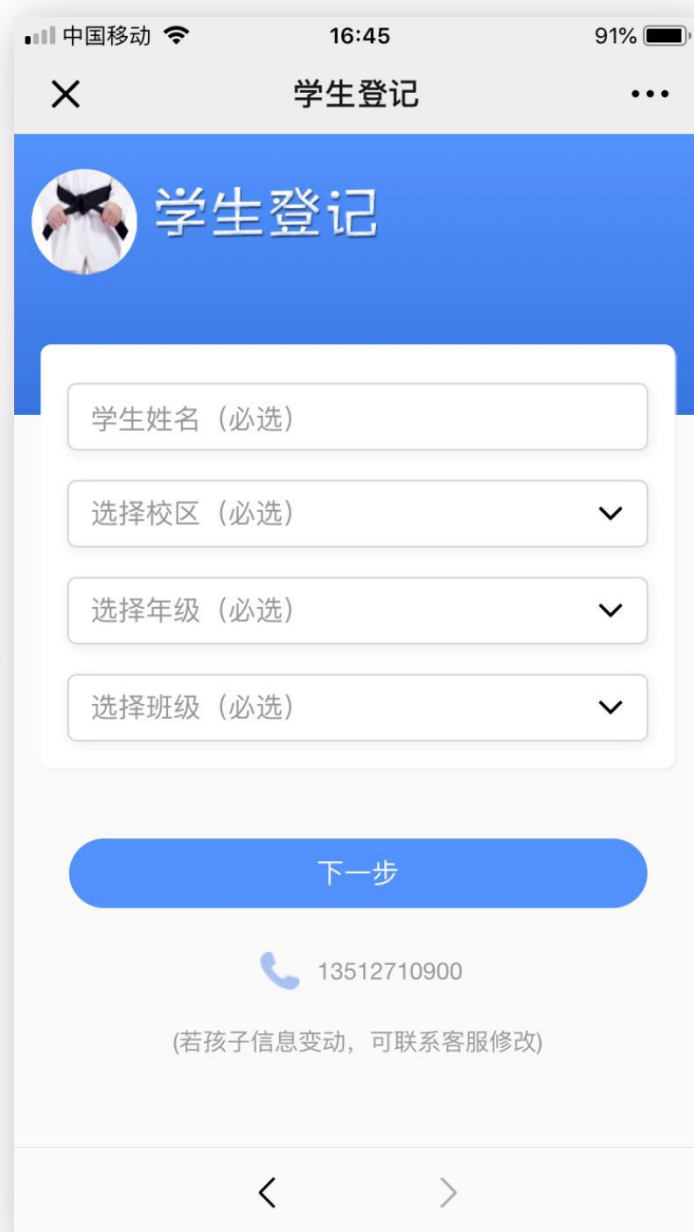 中国移动 16:45 91%
学生登记
学生登记
学生姓名（必选）
选择校区（必选）
选择年级（必选）
选择班级（必选）
下一步
13512710900
(若孩子信息变动，可联系客服修改)